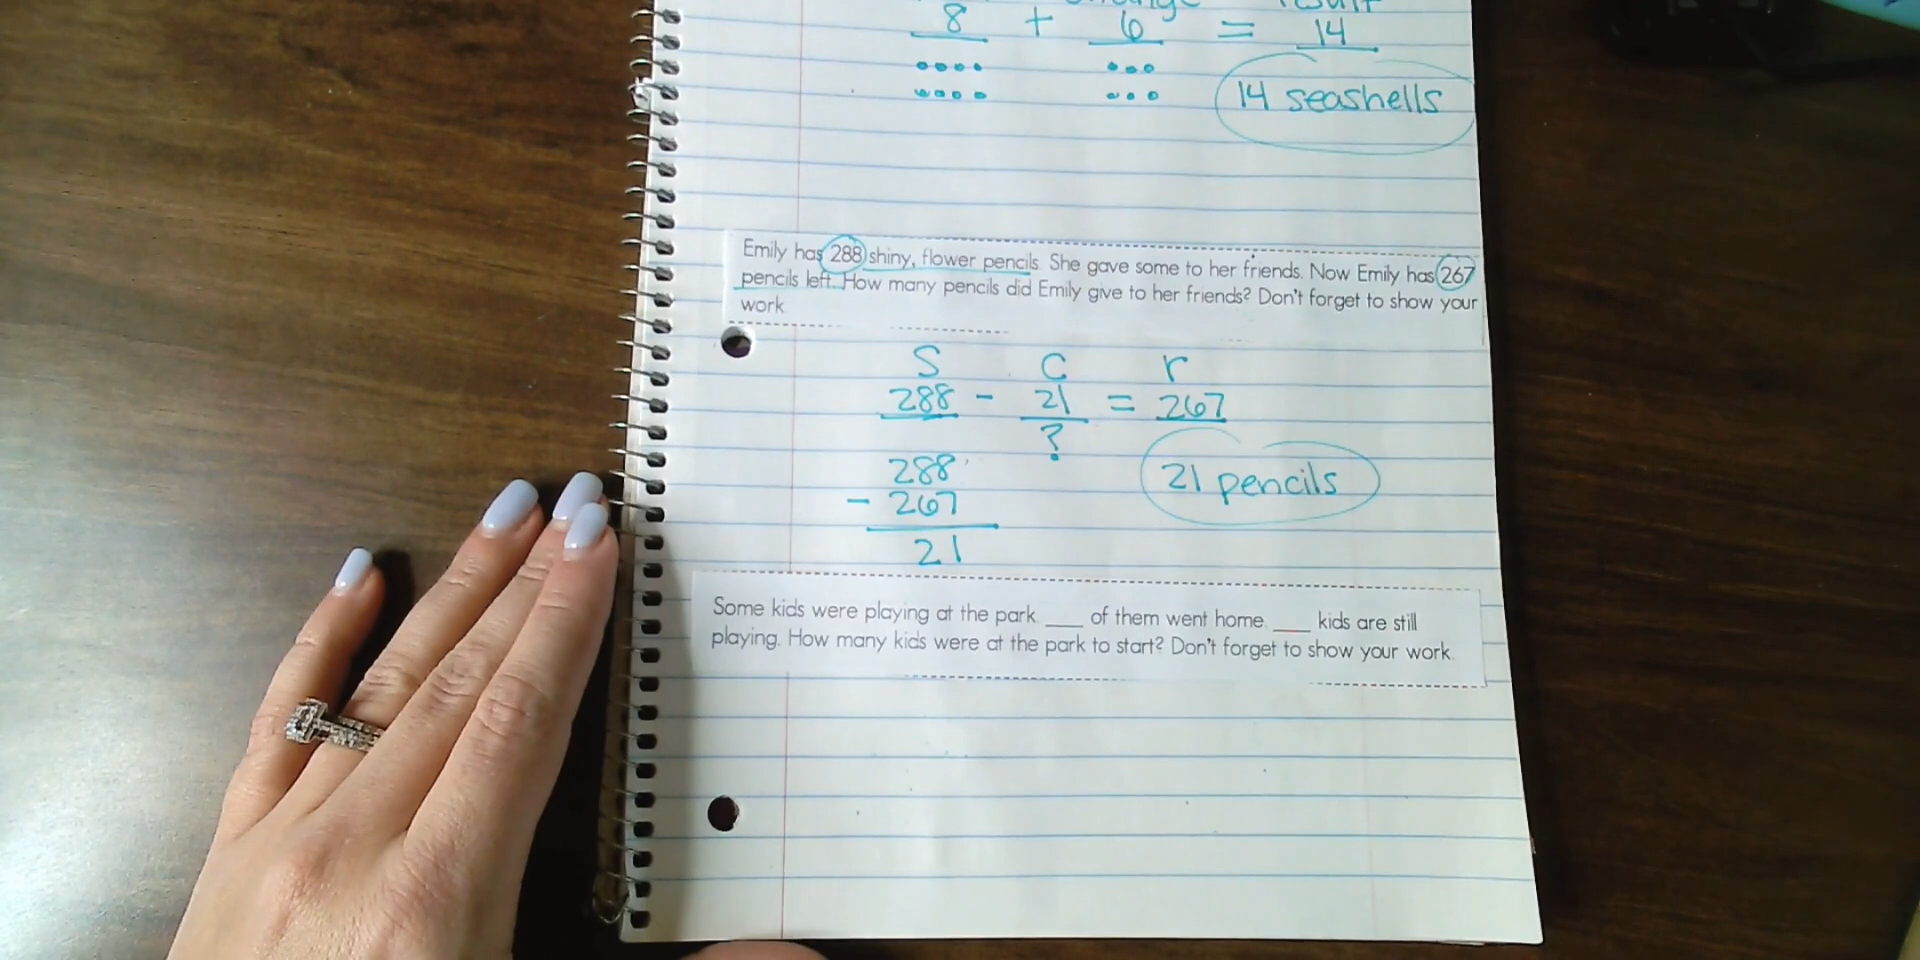 change result
8 + 6 = 14
14 seashells
Emily has 288 shiny, flower pencils. She gave some to her friends. Now Emily has 267
pencils left. How many pencils did Emily give to her friends? Don't forget to show your
work.
S C r
288 - 21 = 267
?
288
- 267
21
21 pencils
Some kids were playing at the park. ___ of them went home. ___ kids are still
playing. How many kids were at the park to start? Don't forget to show your work.